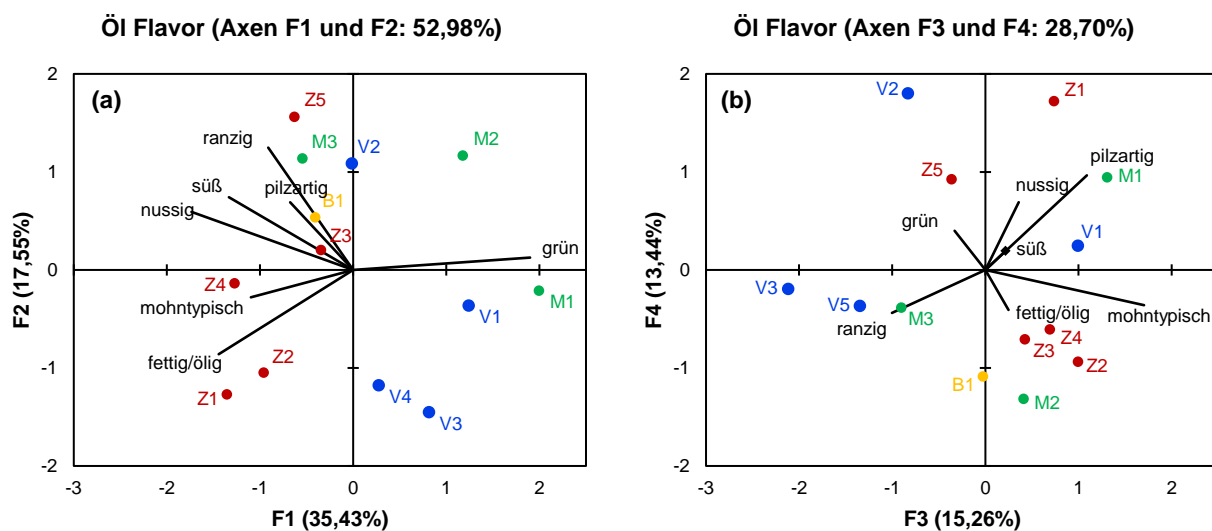 Öl Flavor (Axen F1 und F2: 52,98%)
(a)
2
1
0
-1
-2
-3
-2
-1
0
1
2
F2 (17,55%)
F1 (35,43%)
Z5
ranzig
M3
V2
M2
süß
pilzartig
nussig
B1
Z3
grün
Z4
mohntypisch
M1
V1
fettig/ölig
Z2
Z1
V4
V3
Öl Flavor (Axen F3 und F4: 28,70%)
(b)
2
1
0
-1
-2
-3
-2
-1
0
1
2
F4 (13,44%)
F3 (15,26%)
V2
Z1
pilzartig
Z5
nussig
M1
grün
süß
V1
V3
V5
ranzig
M3
fettig/ölig
mohntypisch
Z4
Z3
Z2
B1
M2